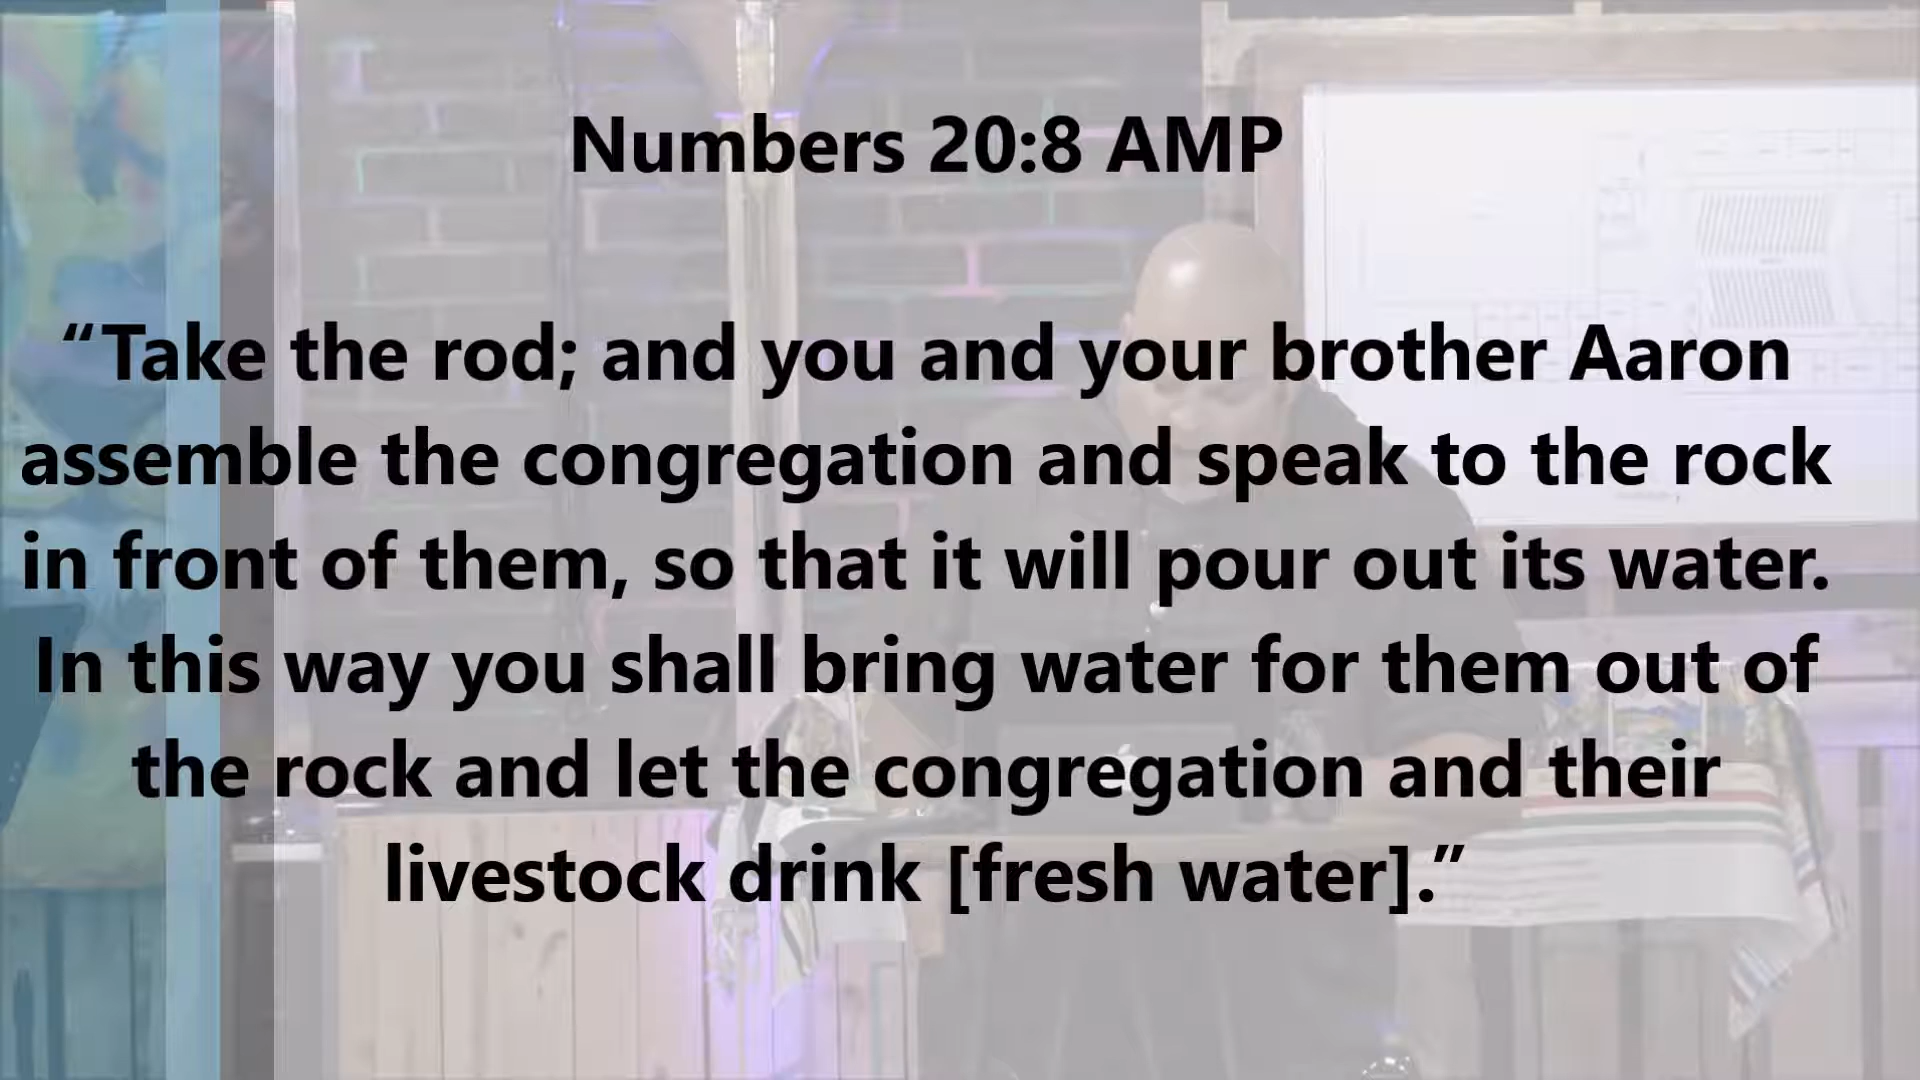 Numbers 20:8 AMP
“Take the rod; and you and your brother Aaron
assemble the congregation and speak to the rock
in front of them, so that it will pour out its water.
In this way you shall bring water for them out of
the rock and let the congregation and their
livestock drink [fresh water].”